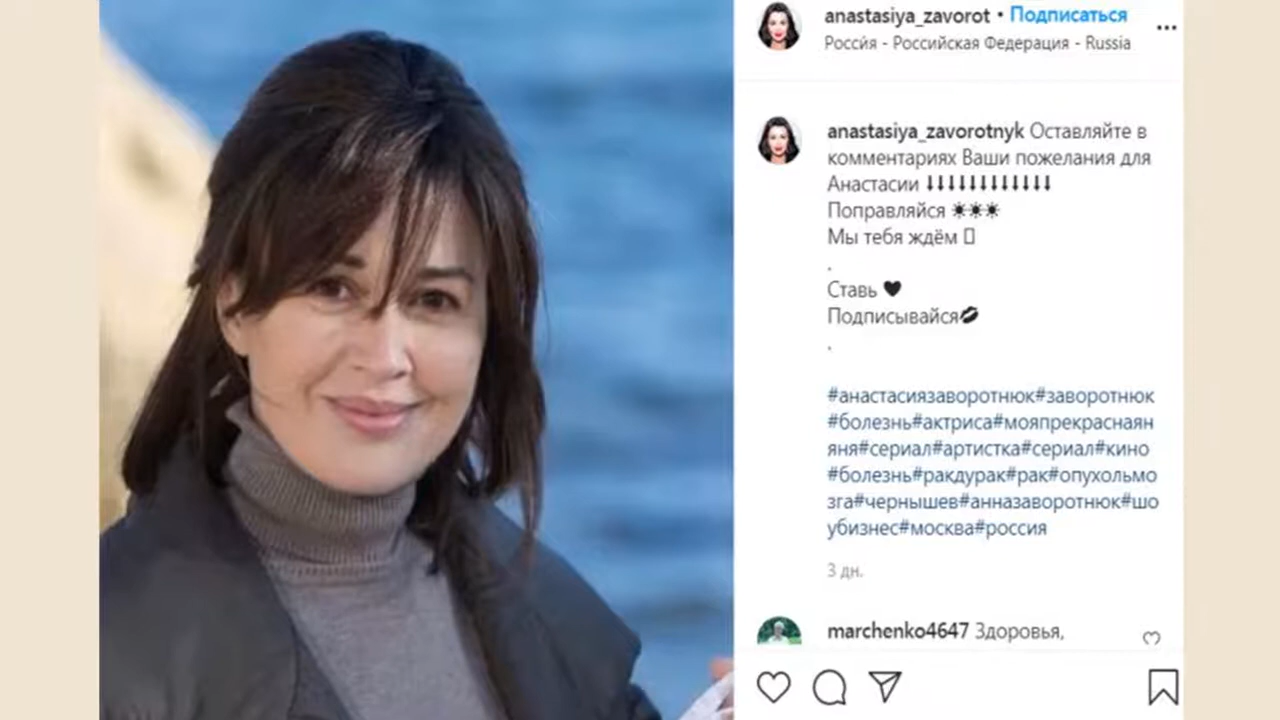 anastasiya_zavorot • Подписаться
Росси́я - Российская Федерация - Russia
anastasiya_zavorotnyk Оставляйте в
комментариях Ваши пожелания для
Анастасии ⭣⭣⭣⭣⭣⭣⭣⭣⭣⭣⭣⭣
Поправляйся ☀☀☀
Мы тебя ждём ▯
.
Ставь ♥
Подписывайся💋
.
#анастасиязаворотнюк#заворотнюк
#болезнь#актриса#мояпрекраснаян
яня#сериал#артистка#сериал#кино
#болезнь#ракдурак#рак#опухольмо
зга#чернышев#анназаворотнюк#шо
убизнес#москва#россия
3 дн.
marchenko4647 Здоровья,